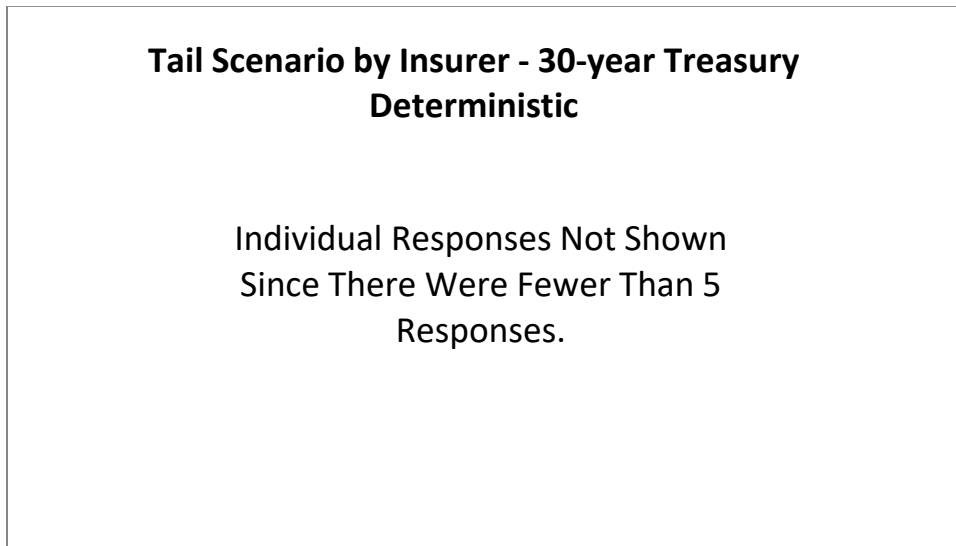 Tail Scenario by Insurer - 30-year Treasury
Deterministic
Individual Responses Not Shown
Since There Were Fewer Than 5
Responses.